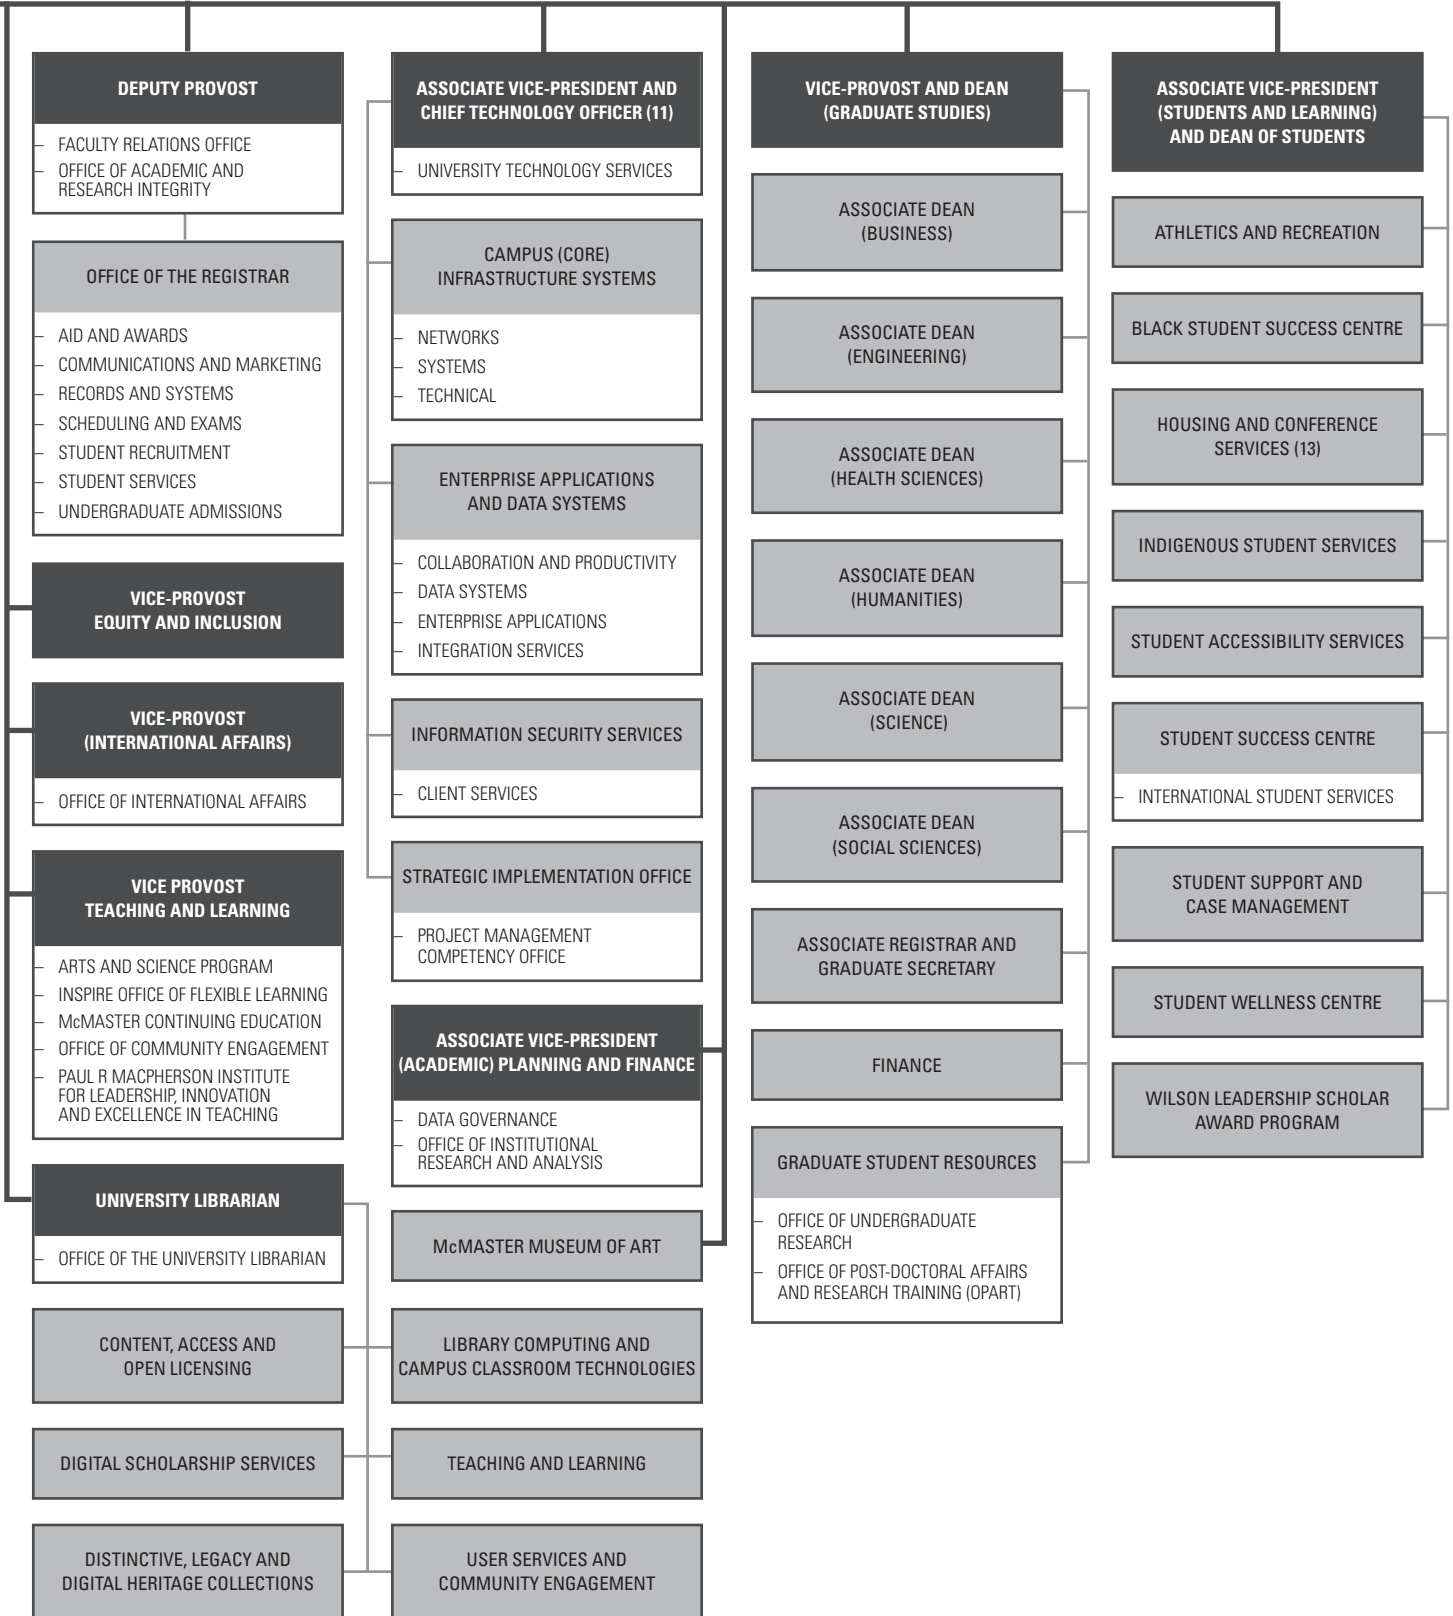 DEPUTY PROVOST
– FACULTY RELATIONS OFFICE
– OFFICE OF ACADEMIC AND
RESEARCH INTEGRITY
OFFICE OF THE REGISTRAR
– AID AND AWARDS
– COMMUNICATIONS AND MARKETING
– RECORDS AND SYSTEMS
– SCHEDULING AND EXAMS
– STUDENT RECRUITMENT
– STUDENT SERVICES
– UNDERGRADUATE ADMISSIONS
VICE-PROVOST
EQUITY AND INCLUSION
VICE-PROVOST
(INTERNATIONAL AFFAIRS)
– OFFICE OF INTERNATIONAL AFFAIRS
VICE PROVOST
TEACHING AND LEARNING
– ARTS AND SCIENCE PROGRAM
– INSPIRE OFFICE OF FLEXIBLE LEARNING
– McMASTER CONTINUING EDUCATION
– OFFICE OF COMMUNITY ENGAGEMENT
– PAUL R MACPHERSON INSTITUTE
FOR LEADERSHIP, INNOVATION
AND EXCELLENCE IN TEACHING
UNIVERSITY LIBRARIAN
– OFFICE OF THE UNIVERSITY LIBRARIAN
CONTENT, ACCESS AND
OPEN LICENSING
DIGITAL SCHOLARSHIP SERVICES
DISTINCTIVE, LEGACY AND
DIGITAL HERITAGE COLLECTIONS
ASSOCIATE VICE-PRESIDENT AND
CHIEF TECHNOLOGY OFFICER (11)
– UNIVERSITY TECHNOLOGY SERVICES
CAMPUS (CORE)
INFRASTRUCTURE SYSTEMS
– NETWORKS
– SYSTEMS
– TECHNICAL
ENTERPRISE APPLICATIONS
AND DATA SYSTEMS
– COLLABORATION AND PRODUCTIVITY
– DATA SYSTEMS
– ENTERPRISE APPLICATIONS
– INTEGRATION SERVICES
INFORMATION SECURITY SERVICES
– CLIENT SERVICES
STRATEGIC IMPLEMENTATION OFFICE
– PROJECT MANAGEMENT
COMPETENCY OFFICE
ASSOCIATE VICE-PRESIDENT
(ACADEMIC) PLANNING AND FINANCE
– DATA GOVERNANCE
– OFFICE OF INSTITUTIONAL
RESEARCH AND ANALYSIS
McMASTER MUSEUM OF ART
LIBRARY COMPUTING AND
CAMPUS CLASSROOM TECHNOLOGIES
TEACHING AND LEARNING
USER SERVICES AND
COMMUNITY ENGAGEMENT
VICE-PROVOST AND DEAN
(GRADUATE STUDIES)
ASSOCIATE DEAN
(BUSINESS)
ASSOCIATE DEAN
(ENGINEERING)
ASSOCIATE DEAN
(HEALTH SCIENCES)
ASSOCIATE DEAN
(HUMANITIES)
ASSOCIATE DEAN
(SCIENCE)
ASSOCIATE DEAN
(SOCIAL SCIENCES)
ASSOCIATE REGISTRAR AND
GRADUATE SECRETARY
FINANCE
GRADUATE STUDENT RESOURCES
– OFFICE OF UNDERGRADUATE
RESEARCH
– OFFICE OF POST-DOCTORAL AFFAIRS
AND RESEARCH TRAINING (OPART)
ASSOCIATE VICE-PRESIDENT
(STUDENTS AND LEARNING)
AND DEAN OF STUDENTS
ATHLETICS AND RECREATION
BLACK STUDENT SUCCESS CENTRE
HOUSING AND CONFERENCE
SERVICES (13)
INDIGENOUS STUDENT SERVICES
STUDENT ACCESSIBILITY SERVICES
STUDENT SUCCESS CENTRE
– INTERNATIONAL STUDENT SERVICES
STUDENT SUPPORT AND
CASE MANAGEMENT
STUDENT WELLNESS CENTRE
WILSON LEADERSHIP SCHOLAR
AWARD PROGRAM